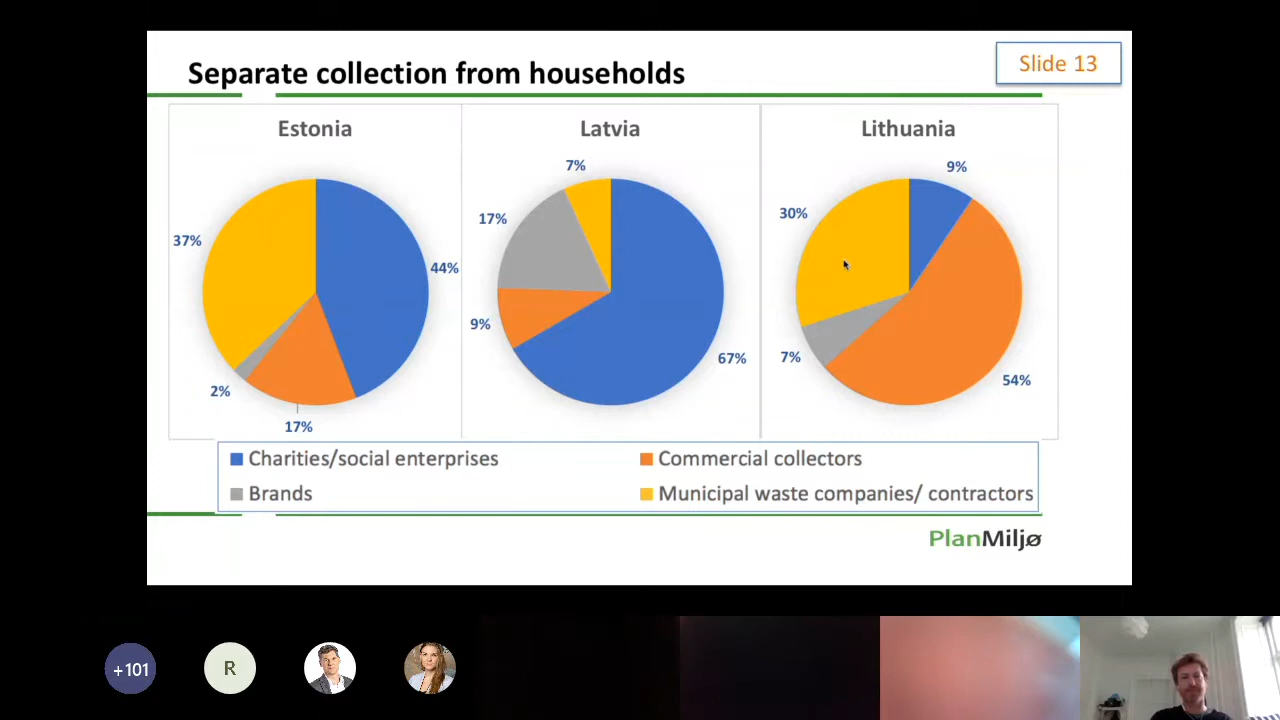 Separate collection from households
Slide 13
Estonia
Latvia
Lithuania
37%
44%
2%
17%
7%
17%
9%
67%
9%
30%
7%
54%
Charities/social enterprises
Commercial collectors
Brands
Municipal waste companies/ contractors
PlanMiljø
+101
R